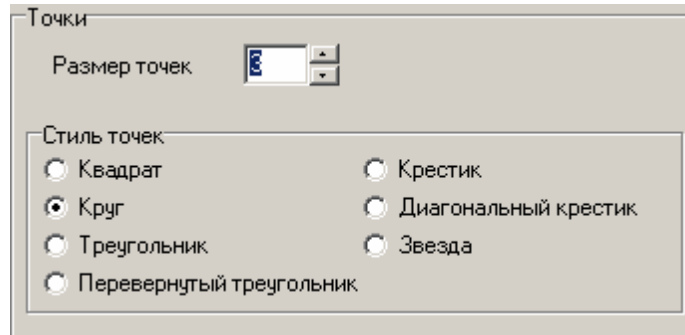 Точки
Размер точек 3
Стиль точек
Квадрат Крестик
Круг Диагональный крестик
Треугольник Звезда
Перевернутый треугольник